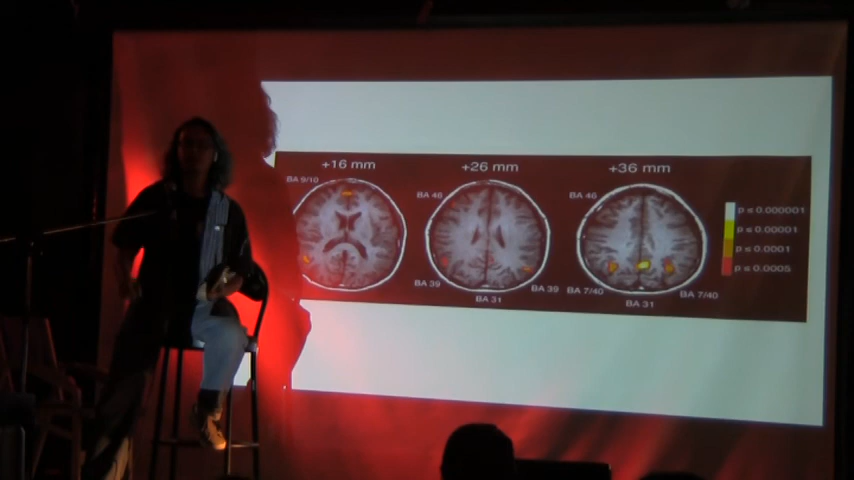 +16 mm
+26 mm
+36 mm
BA 9/10
BA 46
BA 46
p ≤ 0.000001
p ≤ 0.00001
p ≤ 0.0001
p ≤ 0.0005
BA 39
BA 31
BA 39
BA 7/40
BA 31
BA 7/40